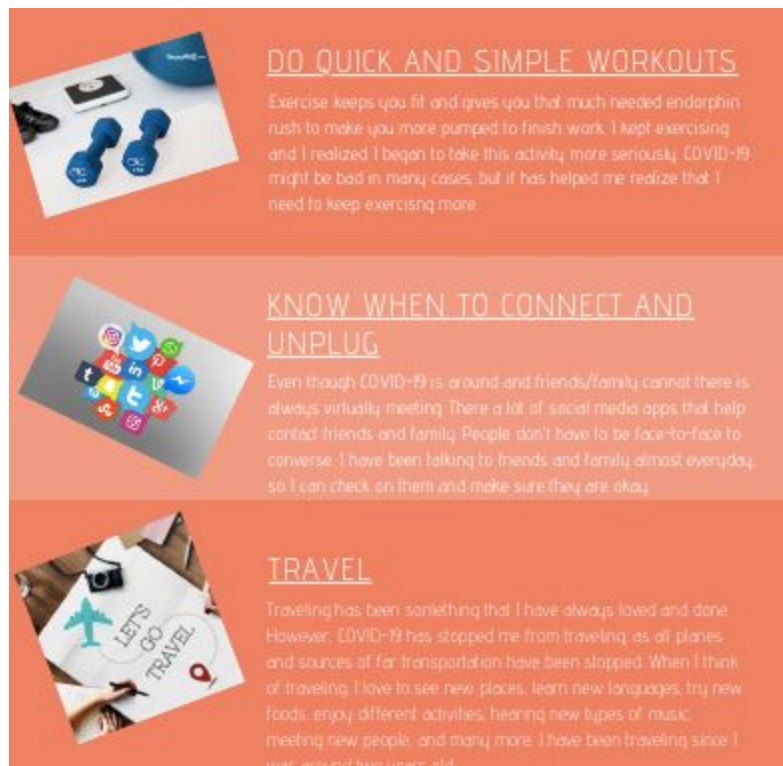 DO QUICK AND SIMPLE WORKOUTS
Exercise keeps you fit and gives you that much needed endorphin
rush to make you more pumped to finish work. I kept exercising
and I realized I began to take this activity more seriously. COVID-19
might be bad in many cases, but it has helped me realize that I
need to keep exercisng more.
KNOW WHEN TO CONNECT AND
UNPLUG
Even though COVID-19 is around and friends/family cannot there is
always virtually meeting. There a lot of social media apps that help
contact friends and family. People don't have to be face-to-face to
converse. I have been talking to friends and family almost everyday,
so I can check on them and make sure they are okay.
LET'S
GO
TRAVEL
TRAVEL
Traveling has been something that I have always loved and done.
However, COVID-19 has stopped me from traveling, as all planes
and sources of far transportation have been stopped. When I think
of traveling, I love to see new places, learn new languages, try new
foods, enjoy different activities, hearing new types of music,
meeting new people, and many more. I have been traveling since I
was around two years old